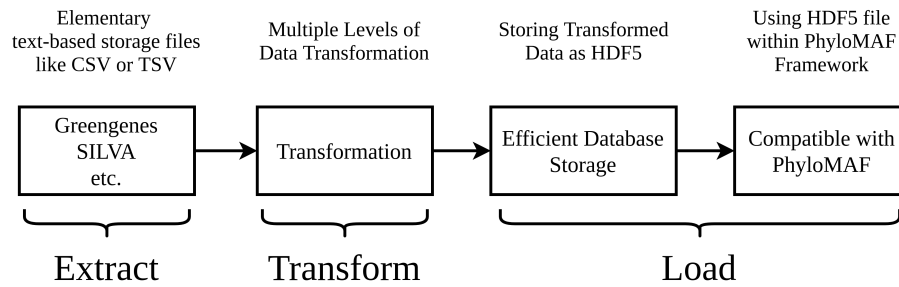 Elementary
text-based storage files
like CSV or TSV
Multiple Levels of
Data Transformation
Storing Transformed
Data as HDF5
Using HDF5 file
within PhyloMAF
Framework
Greengenes
SILVA
etc.
Transformation
Efficient Database
Storage
Compatible with
PhyloMAF
Extract
Transform
Load